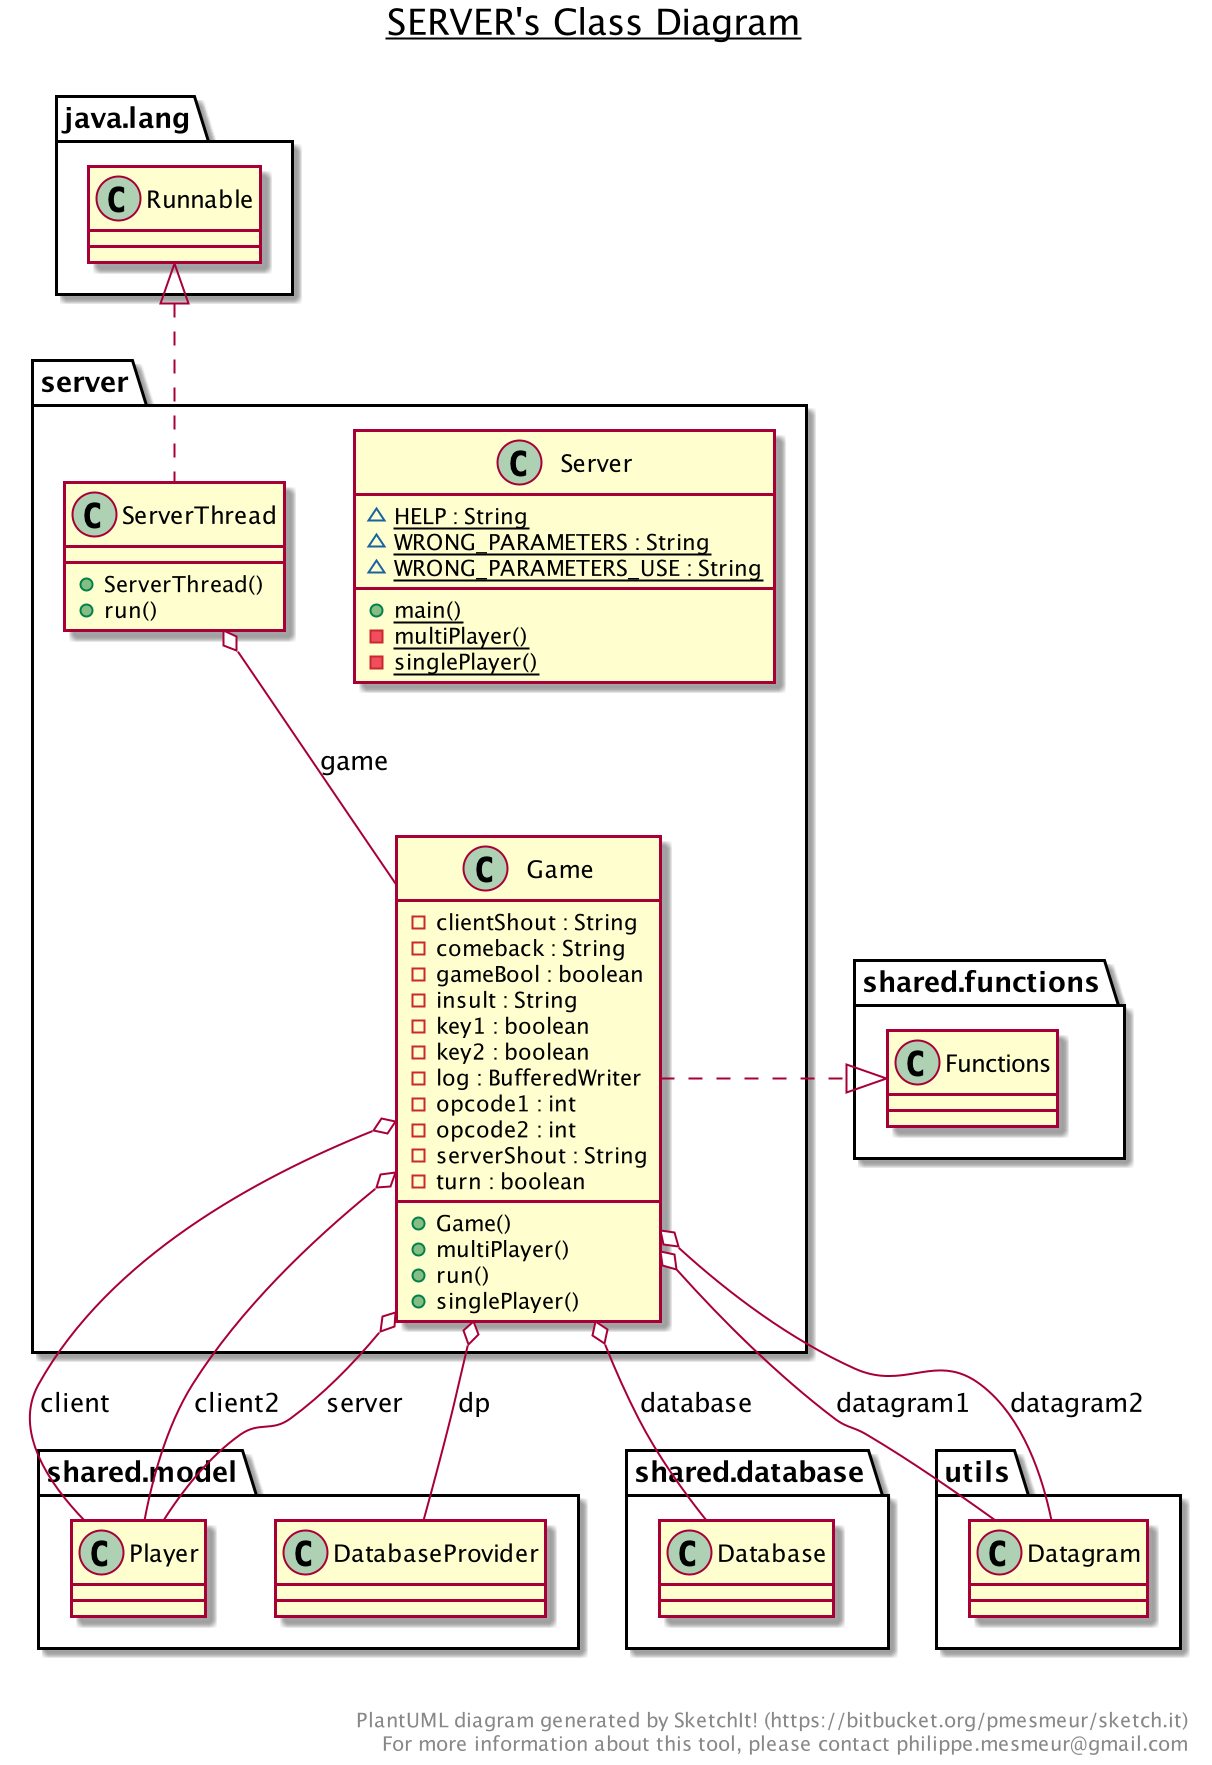 SERVER's Class Diagram
java.lang
C Runnable
server
C Server
HELP : String
WRONG_PARAMETERS : String
WRONG_PARAMETERS_USE : String
main()
multiPlayer()
singlePlayer()
C ServerThread
ServerThread()
run()
game
C Game
clientShout : String
comeback : String
gameBool : boolean
insult : String
key1 : boolean
key2 : boolean
log : BufferedWriter
opcode1 : int
opcode2 : int
serverShout : String
turn : boolean
Game()
multiPlayer()
run()
singlePlayer()
shared.functions
C Functions
client
client2
server
dp
database
datagram1
datagram2
shared.model
C Player
C DatabaseProvider
shared.database
C Database
utils
C Datagram
PlantUML diagram generated by SketchIt! (https://bitbucket.org/pmesmeur/sketch.it)
For more information about this tool, please contact philippe.mesmeur@gmail.com